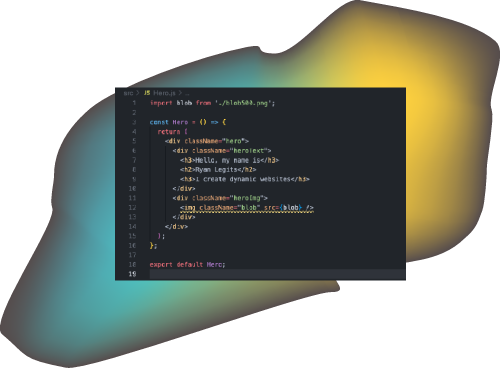 src > JS Hero.js > ...
1 import blob from './blob500.png';
2
3 const Hero = () => {
4 return (
5 <div className="hero">
6 <div className="heroText">
7 <h3>Hello, my name is</h3>
8 <h2>Ryan Legits</h2>
9 <h3>I create dynamic websites</h3>
10 </div>
11 <div className="heroImg">
12 <img className="blob" src={blob} />
13 </div>
14 </div>
15 );
16 };
17
18 export default Hero;
19